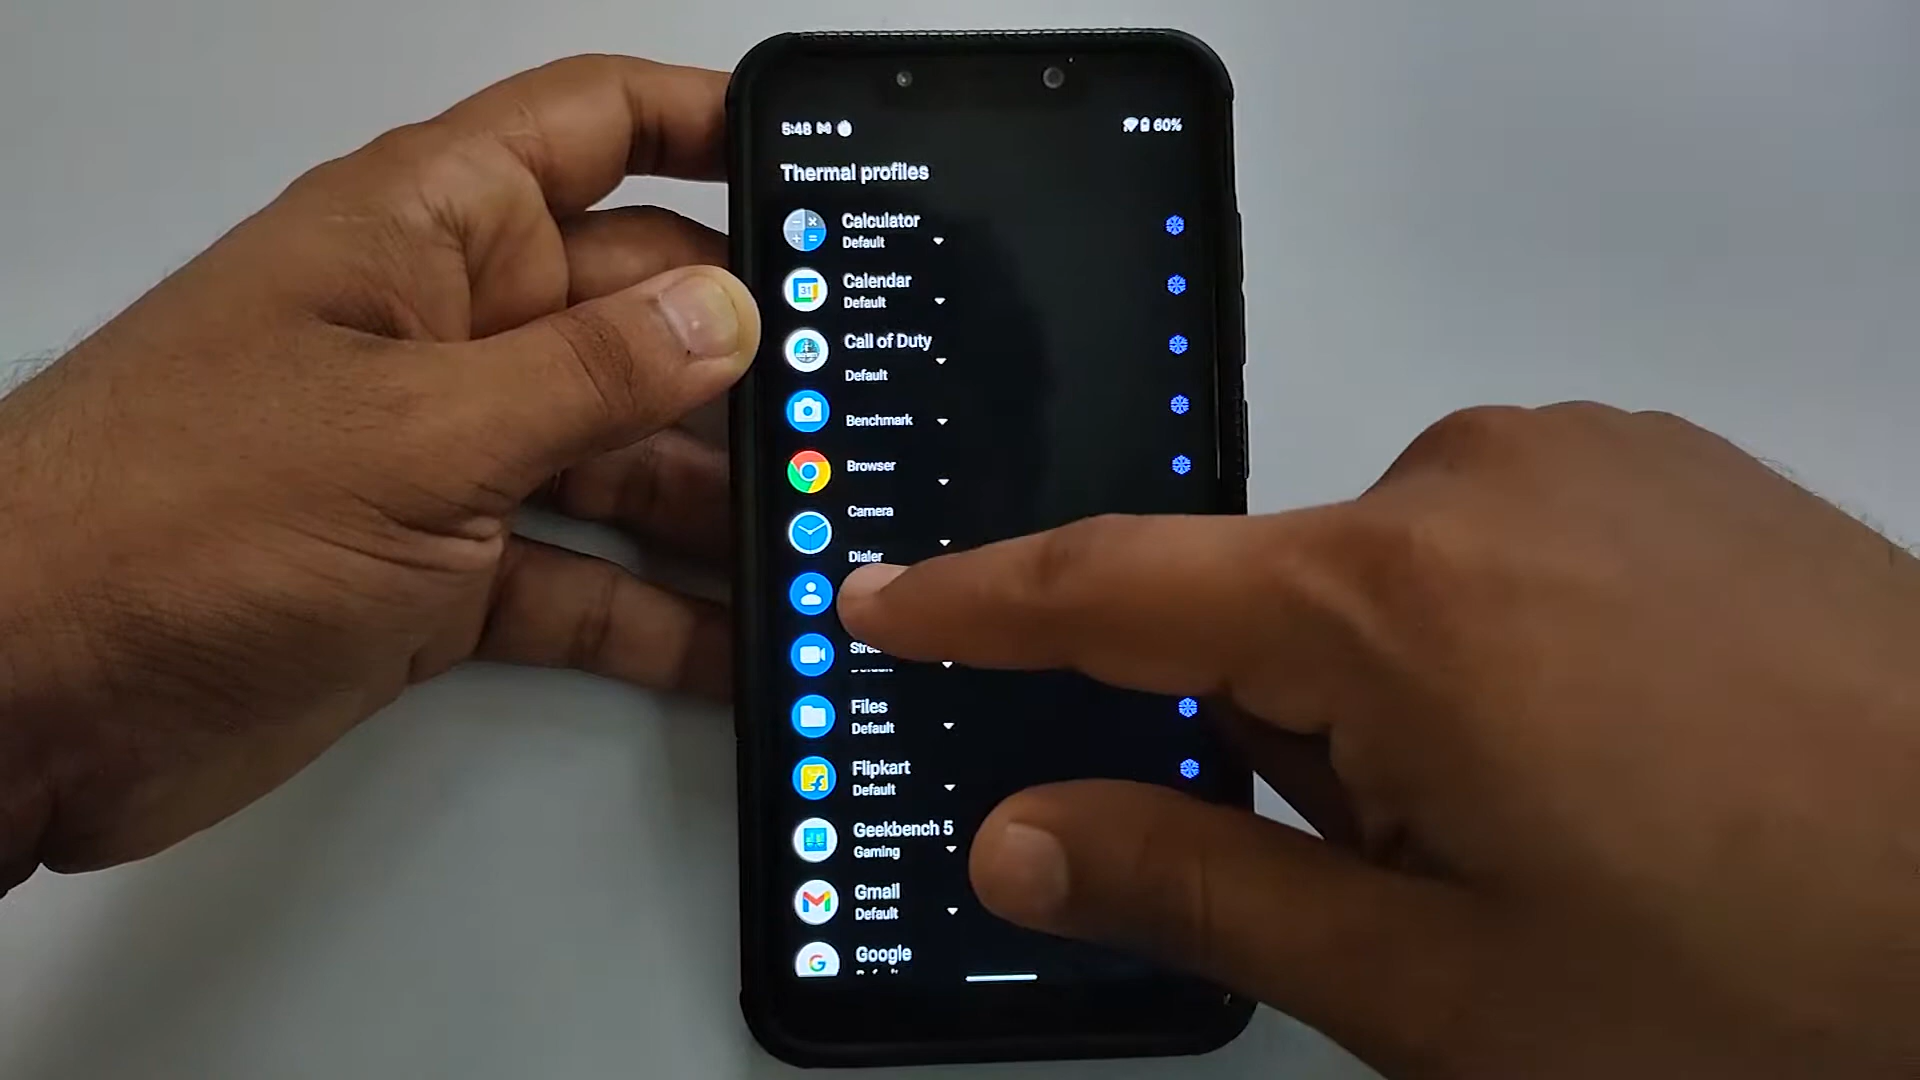 5:48
60%
Thermal profiles
Calculator
Default
Calendar
31
Default
Call of Duty
Default
Benchmark
Browser
Camera
Dialer
Files
Default
Flipkart
Default
Geekbench 5
Gaming
Gmail
Default
Google